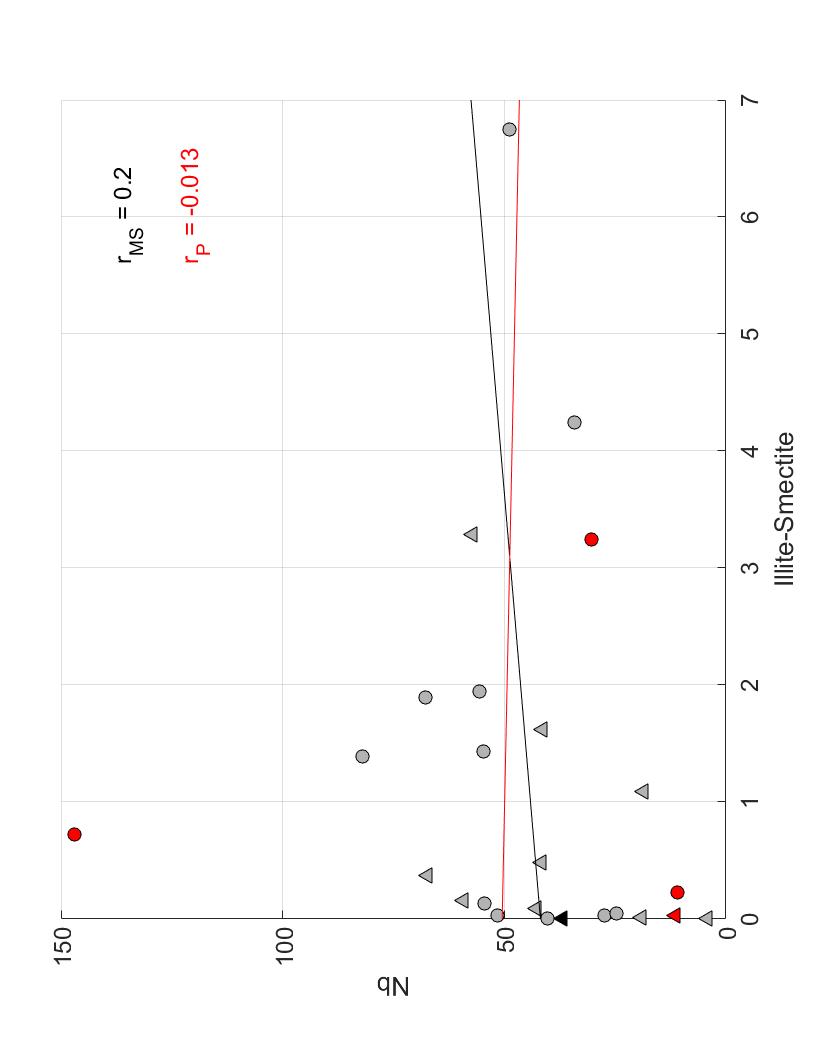 150
100
50
0
Nb
r_MS = 0.2
r_P = -0.013
0 1 2 3 4 5 6 7
Illite-Smectite